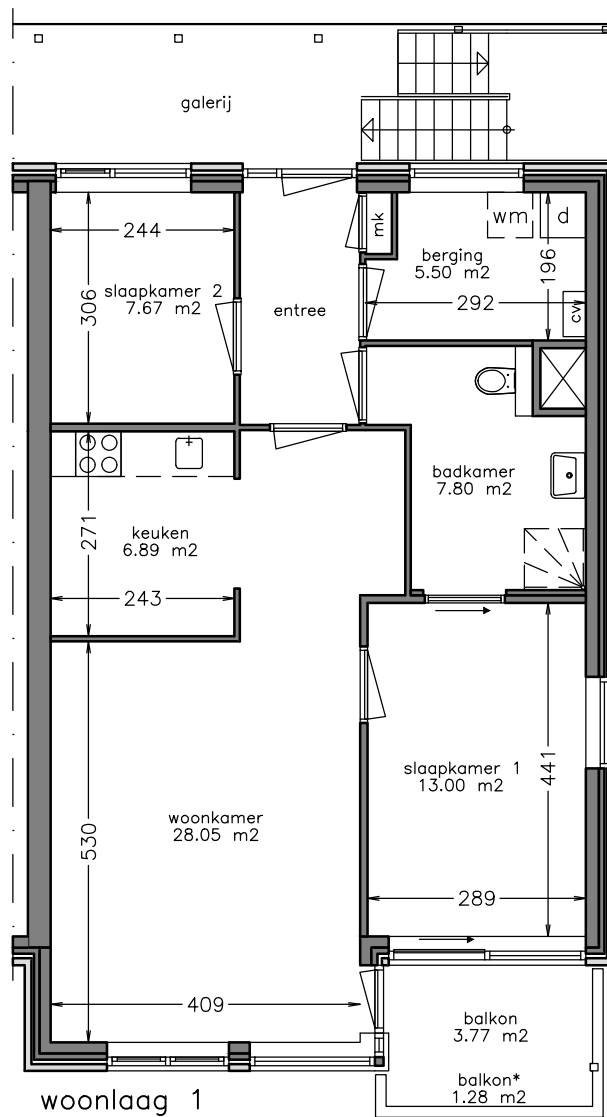 galerij
244
306
slaapkamer 2
7.67 m2
entree
mk
wm
d
berging
5.50 m2
196
292
cv
badkamer
7.80 m2
271
keuken
6.89 m2
243
slaapkamer 1
13.00 m2
441
289
woonkamer
28.05 m2
530
409
balkon
3.77 m2
balkon*
1.28 m2
woonlaag 1